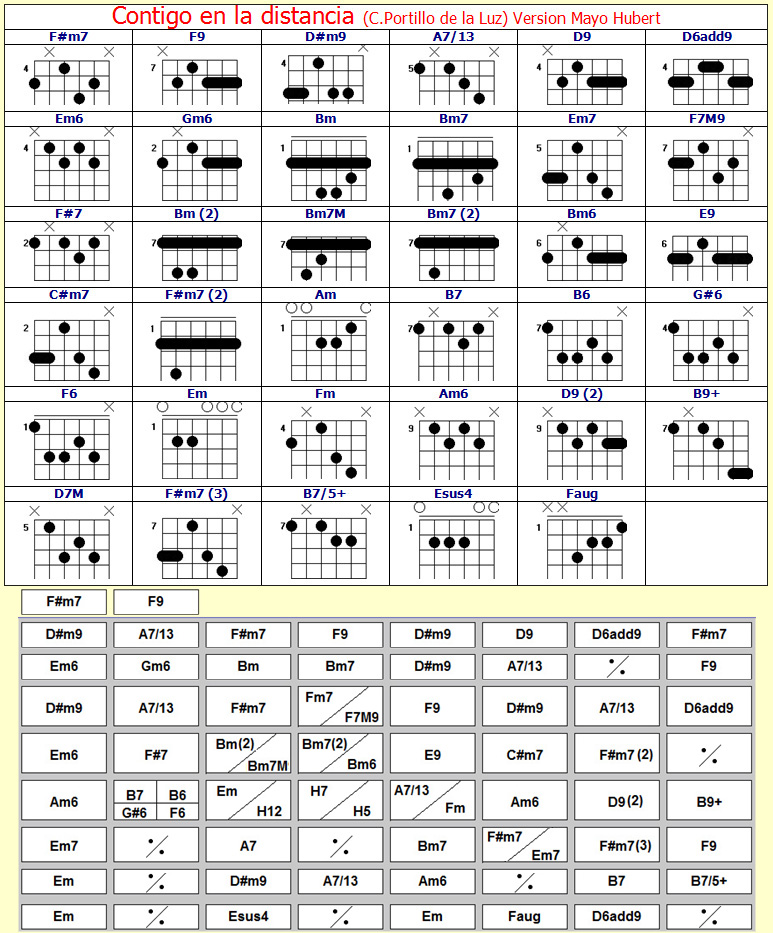 Contigo en la distancia (C.Portillo de la Luz) Version Mayo Hubert
F#m7 F9 D#m9 A7/13 D9 D6add9
4 7 4 5 4 4
Em6 Gm6 Bm Bm7 Em7 F7M9
4 2 1 1 5 7
F#7 Bm (2) Bm7M Bm7 (2) Bm6 E9
2 7 7 7 6 6
C#m7 F#m7 (2) Am B7 B6 G#6
2 1 1 7 7 4
F6 Em Fm Am6 D9 (2) B9+
1 1 4 9 9 7
D7M F#m7 (3) B7/5+ Esus4 Faug
5 7 7 1 1
F#m7 F9
D#m9 A7/13 F#m7 F9 D#m9 D9 D6add9 F#m7
Em6 Gm6 Bm Bm7 D#m9 A7/13 F9
D#m9 A7/13 F#m7 Fm7 F7M9 F9 D#m9 A7/13 D6add9
Em6 F#7 Bm(2) Bm7M Bm7(2) Bm6 E9 C#m7 F#m7 (2)
Am6 B7 B6 G#6 F6 Em H12 H7 H5 A7/13 Fm Am6 D9(2) B9+
Em7 A7 Bm7 F#m7 Em7 F#m7(3) F9
Em D#m9 A7/13 Am6 B7 B7/5+
Em Esus4 Em Faug D6add9